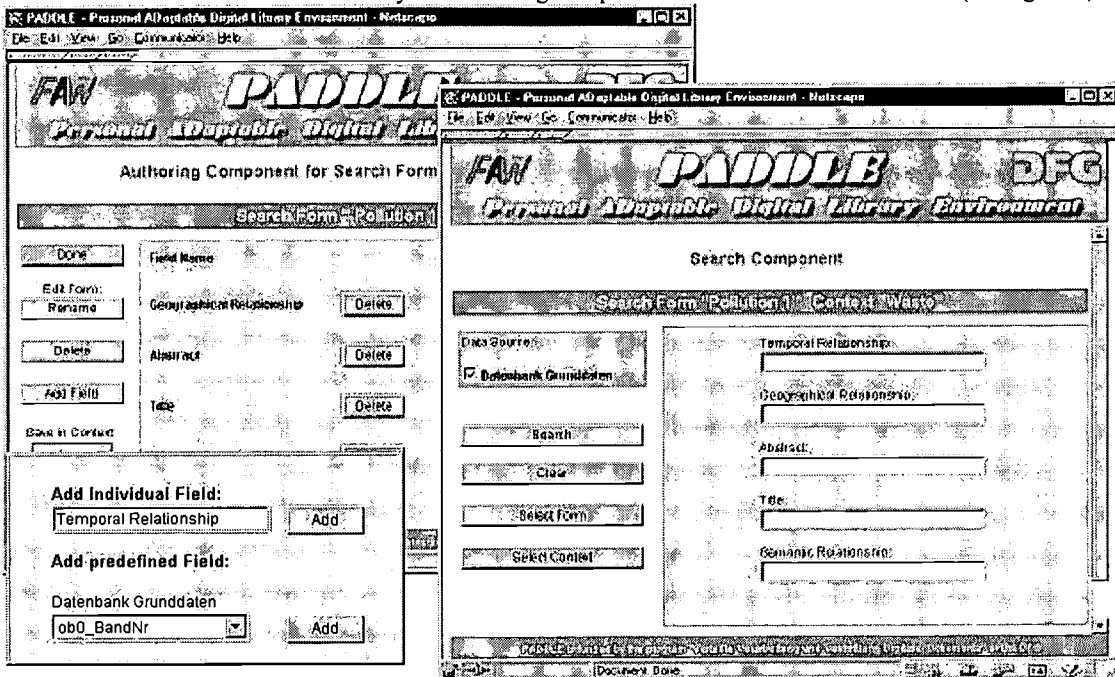 PADDLE - Personal ADaptable Digital Library Environment - Netscape
File Edit View Go Communicator Help
FAW PADDLE DFG
Personal ADaptable Digital Lib
Authoring Component for Search Form
Search Form "Pollution 1
Done
Edit Form:
Rename
Delete
Add Field
Save in Context
Field Name
Geographical Relationship Delete
Abstract Delete
Title Delete
Add Individual Field:
Temporal Relationship Add
Add predefined Field:
Datenbank Grunddaten
ob0_BandNr Add
PADDLE - Personal ADaptable Digital Library Environment - Netscape
File Edit View Go Communicator Help
FAW PADDLE DFG
Personal ADaptable Digital Library Environment
Search Component
Search Form "Pollution 1" Context "Waste"
Data Source:
Datenbank Grunddaten
Search
Clear
Select Form
Select Context
Temporal Relationship:
Geographical Relationship:
Abstract:
Title:
Semantic Relationship:
Document Done